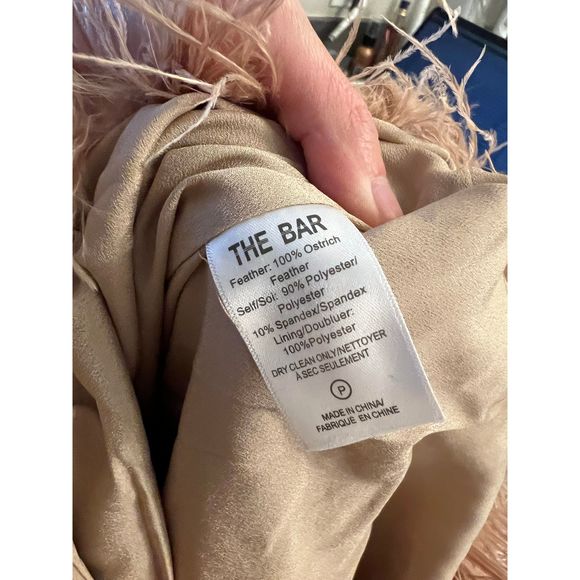 THE BAR
Feather: 100% Ostrich
Feather
Self/Soi: 90% Polyester/
Polyester
10% Spandex/Spandex
Lining/Doubluer:
100%Polyester
DRY CLEAN ONLY/NETTOYER
À SEC SEULEMENT
P
MADE IN CHINA/
FABRIQUE EN CHINE